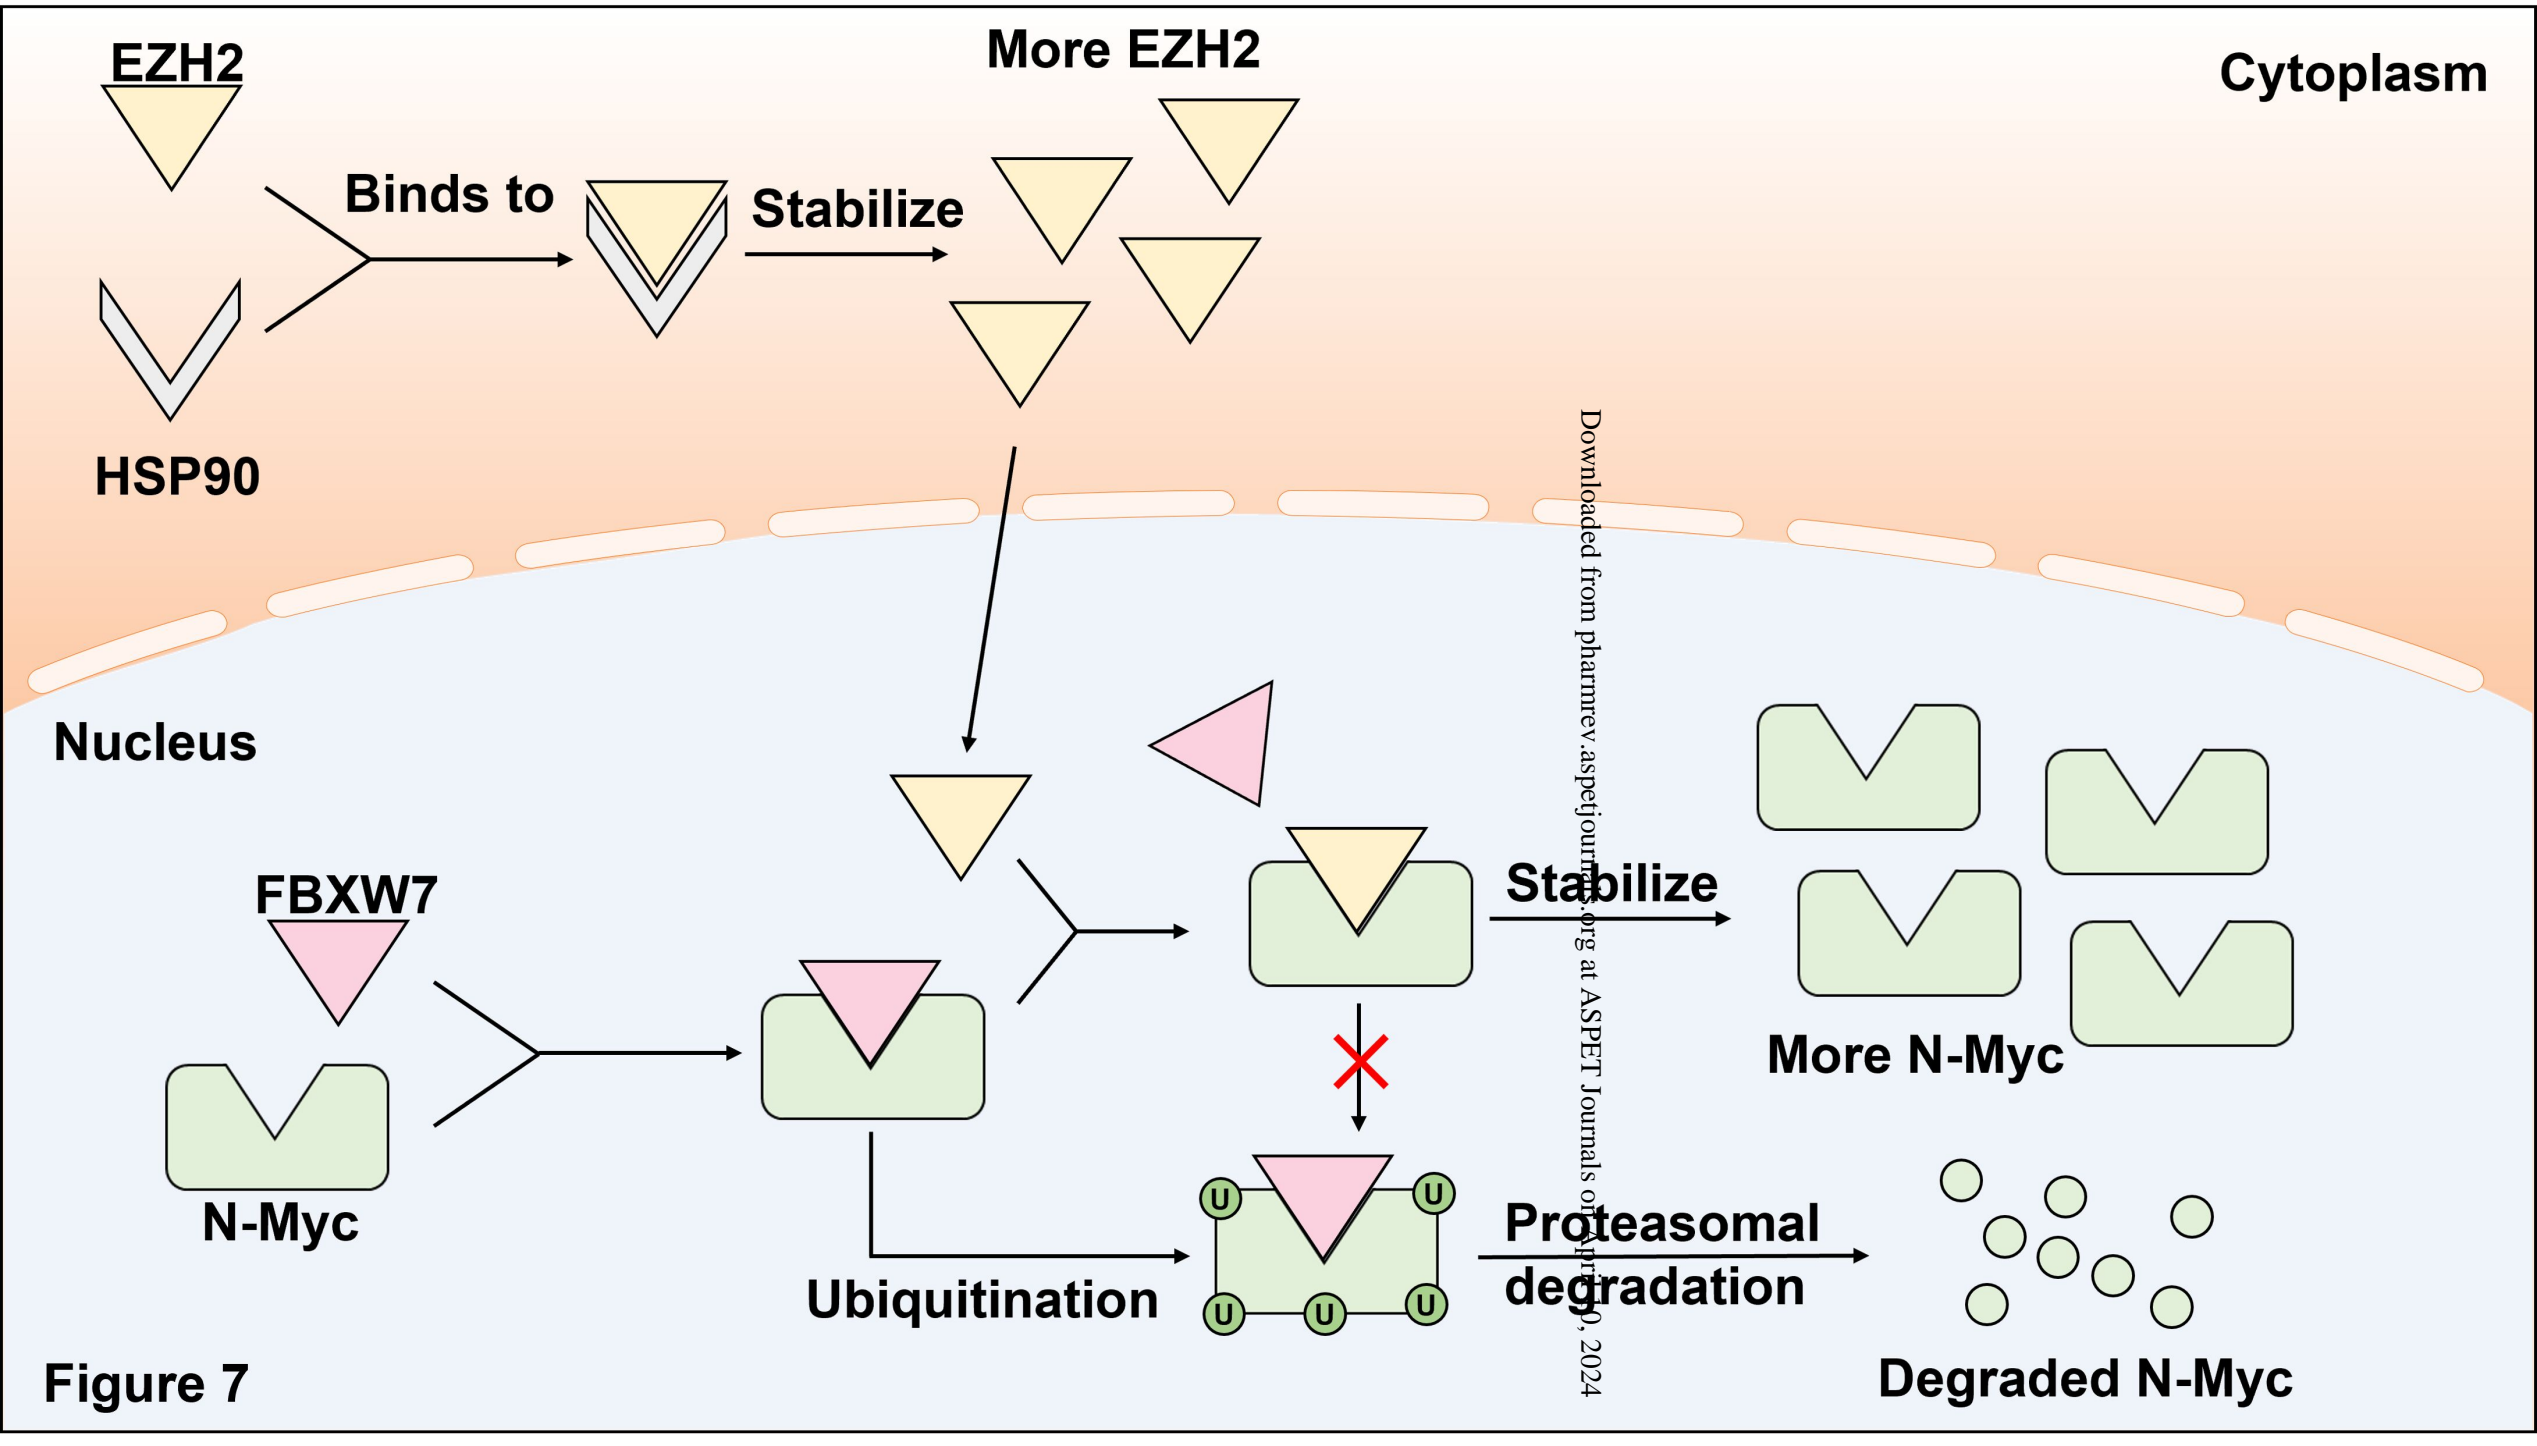 EZH2
More EZH2
Cytoplasm
Binds to
Stabilize
HSP90
Nucleus
FBXW7
N-Myc
Stabilize
More N-Myc
U
U
U
U
U
Ubiquitination
Proteasomal
degradation
Degraded N-Myc
Figure 7
Downloaded from pharmrev.aspetjournals.org at ASPET Journals on April 10, 2024